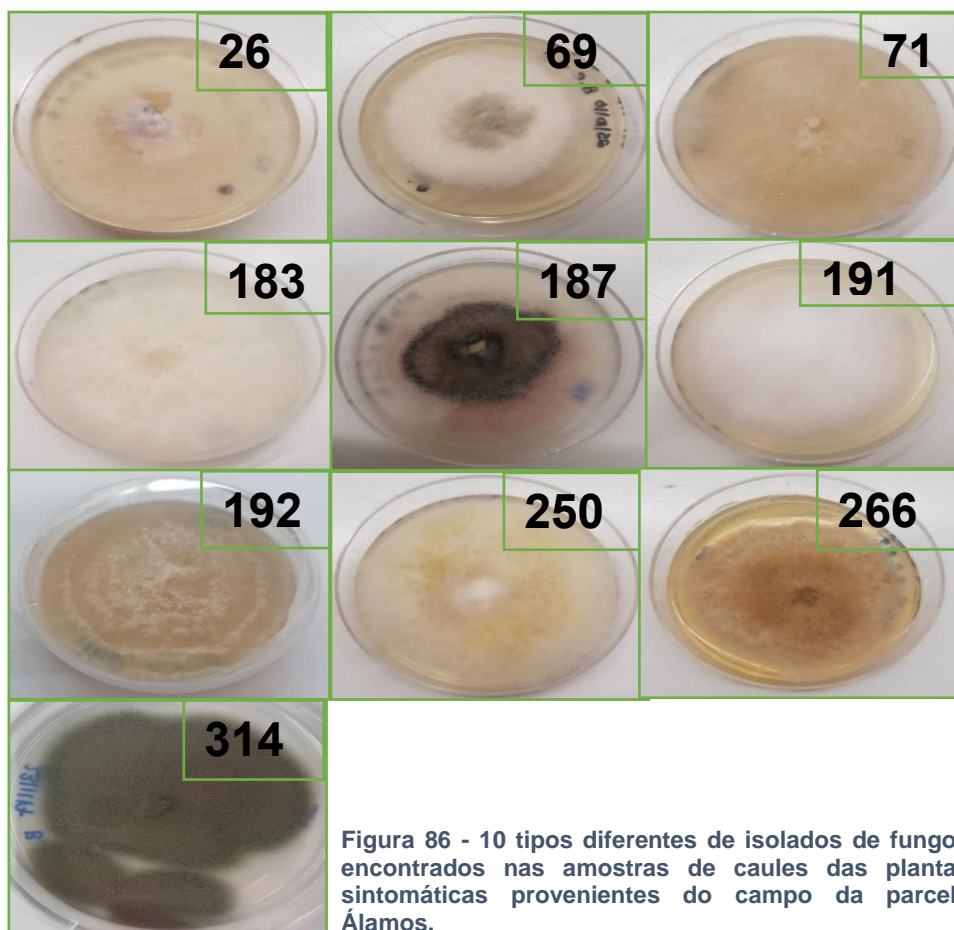 26
69
71
183
187
191
192
250
266
314
Figura 86 - 10 tipos diferentes de isolados de fungo
encontrados nas amostras de caules das planta
sintomáticas provenientes do campo da parcel
Álamos.